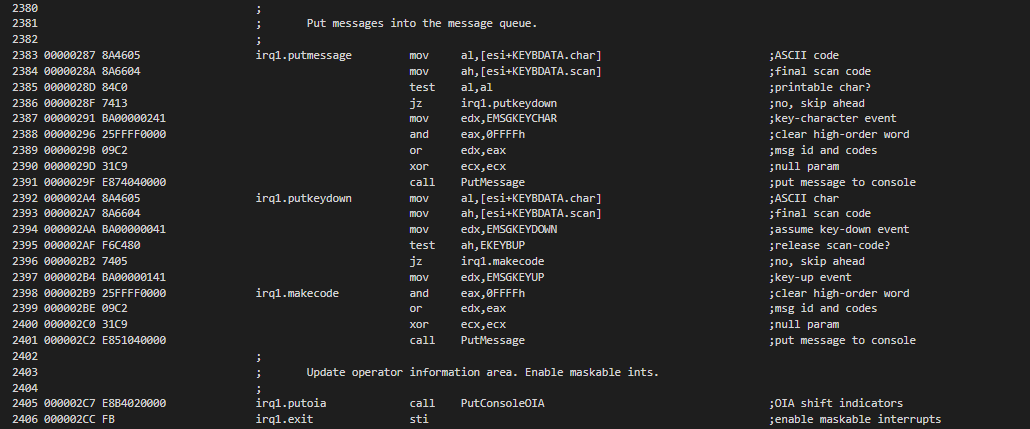 2380 ;
2381 ; Put messages into the message queue.
2382 ;
2383 00000287 8A4605 irq1.putmessage mov al,[esi+KEYBDATA.char] ;ASCII code
2384 0000028A 8A6604 mov ah,[esi+KEYBDATA.scan] ;final scan code
2385 0000028D 84C0 test al,al ;printable char?
2386 0000028F 7413 jz irq1.putkeydown ;no, skip ahead
2387 00000291 BA00000241 mov edx,EMSGKEYCHAR ;key-character event
2388 00000296 25FFFF0000 and eax,0FFFFh ;clear high-order word
2389 0000029B 09C2 or edx,eax ;msg id and codes
2390 0000029D 31C9 xor ecx,ecx ;null param
2391 0000029F E874040000 call PutMessage ;put message to console
2392 000002A4 8A4605 irq1.putkeydown mov al,[esi+KEYBDATA.char] ;ASCII char
2393 000002A7 8A6604 mov ah,[esi+KEYBDATA.scan] ;final scan code
2394 000002AA BA00000041 mov edx,EMSGKEYDOWN ;assume key-down event
2395 000002AF F6C480 test ah,EKEYBUP ;release scan-code?
2396 000002B2 7405 jz irq1.makecode ;no, skip ahead
2397 000002B4 BA00000141 mov edx,EMSGKEYUP ;key-up event
2398 000002B9 25FFFF0000 irq1.makecode and eax,0FFFFh ;clear high-order word
2399 000002BE 09C2 or edx,eax ;msg id and codes
2400 000002C0 31C9 xor ecx,ecx ;null param
2401 000002C2 E851040000 call PutMessage ;put message to console
2402 ;
2403 ; Update operator information area. Enable maskable ints.
2404 ;
2405 000002C7 E8B4020000 irq1.putoia call PutConsoleOIA ;OIA shift indicators
2406 000002CC FB irq1.exit sti ;enable maskable interrupts